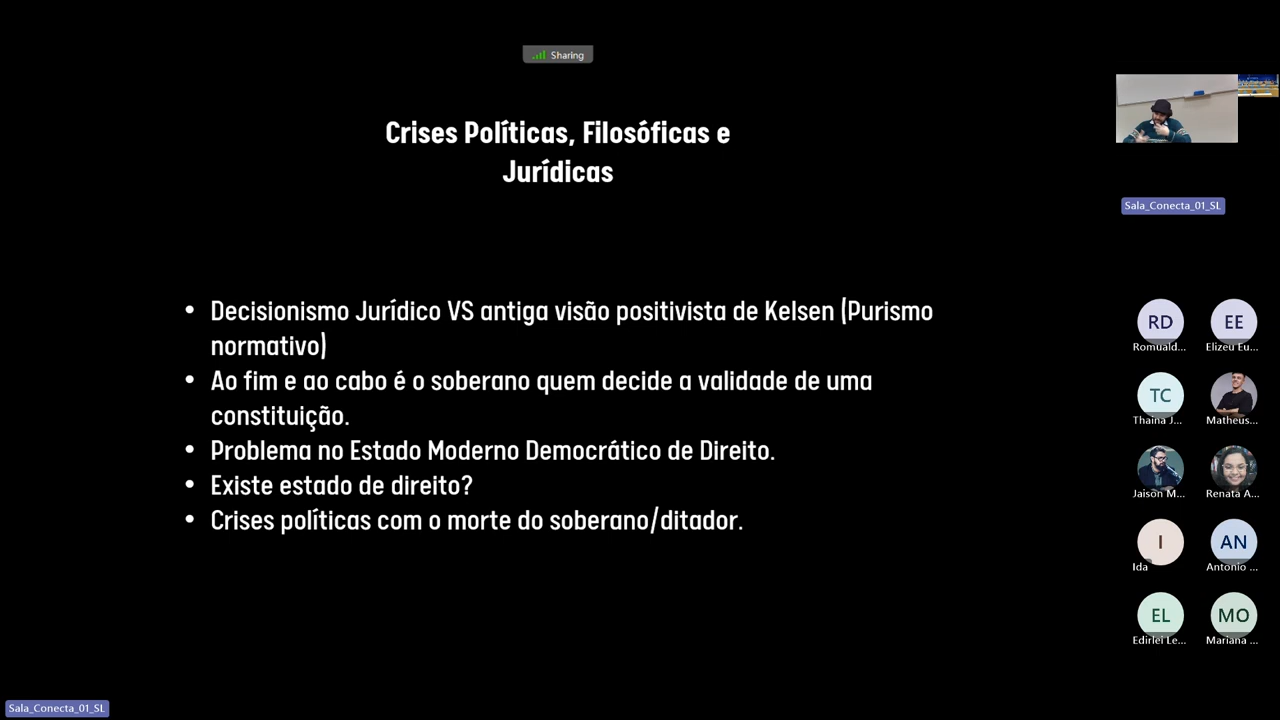 Sharing
Crises Políticas, Filosóficas e
Jurídicas
• Decisionismo Jurídico VS antiga visão positivista de Kelsen (Purismo
normativo)
• Ao fim e ao cabo é o soberano quem decide a validade de uma
constituição.
• Problema no Estado Moderno Democrático de Direito.
• Existe estado de direito?
• Crises políticas com o morte do soberano/ditador.
Sala_Conecta_01_SL
RD
EE
Romuald...
Elizeu Eu...
TC
Thaina J...
Matheus...
Jaison M...
Renata A...
I
AN
Ida
Antonio ...
EL
MO
Edirlei Le...
Mariana ...
Sala_Conecta_01_SL